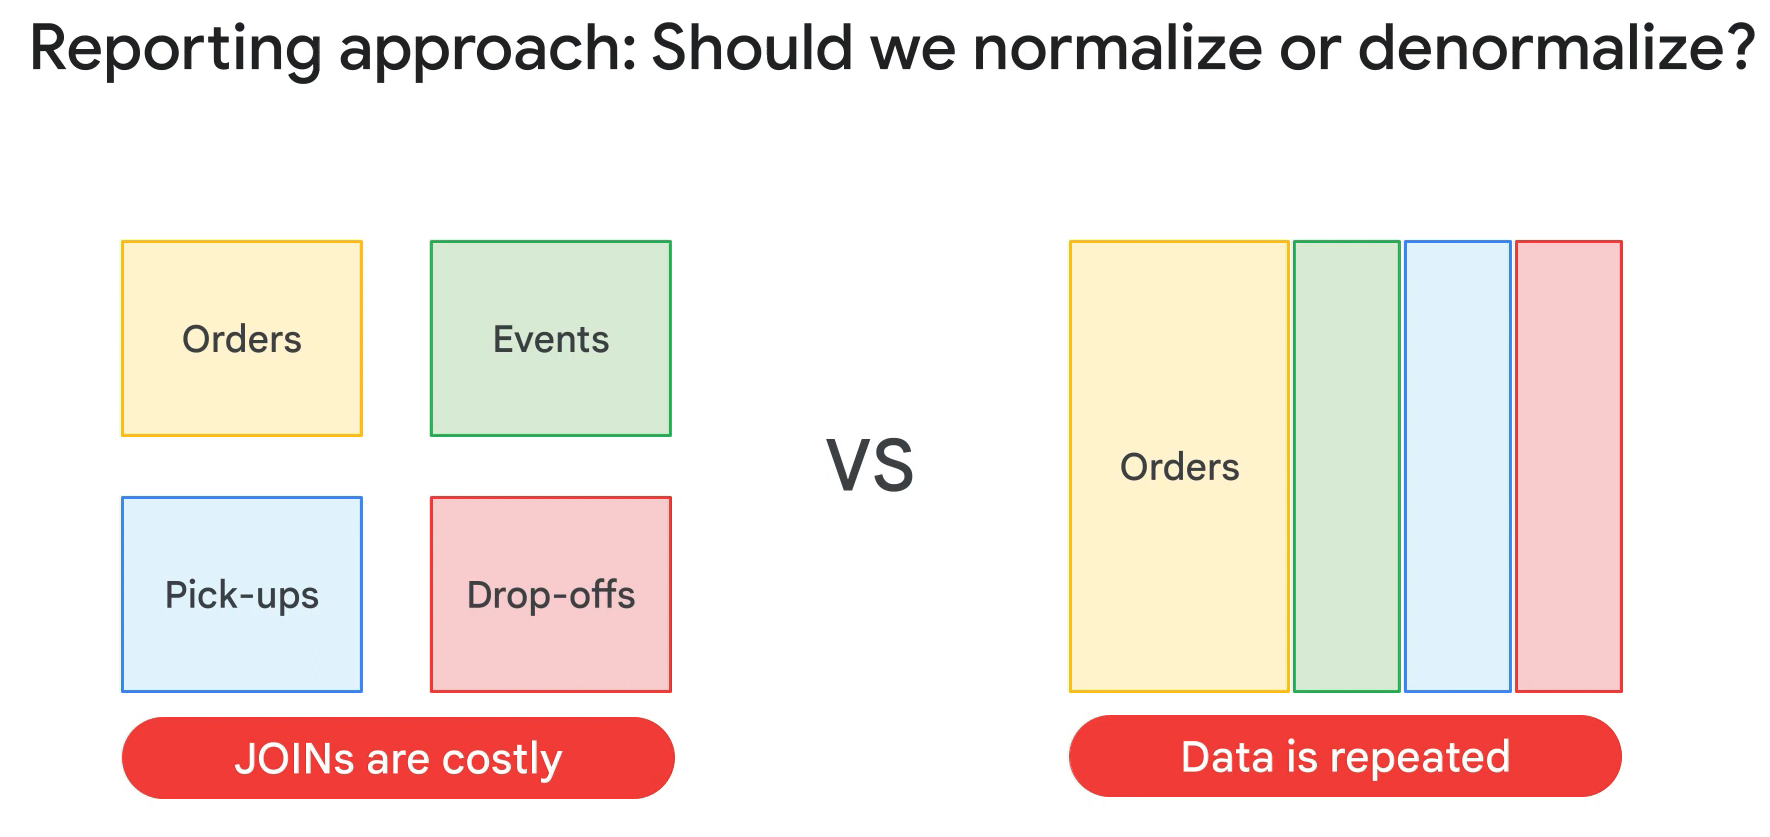 Reporting approach: Should we normalize or denormalize?
Orders
Events
Pick-ups
Drop-offs
JOINs are costly
VS
Orders
Data is repeated